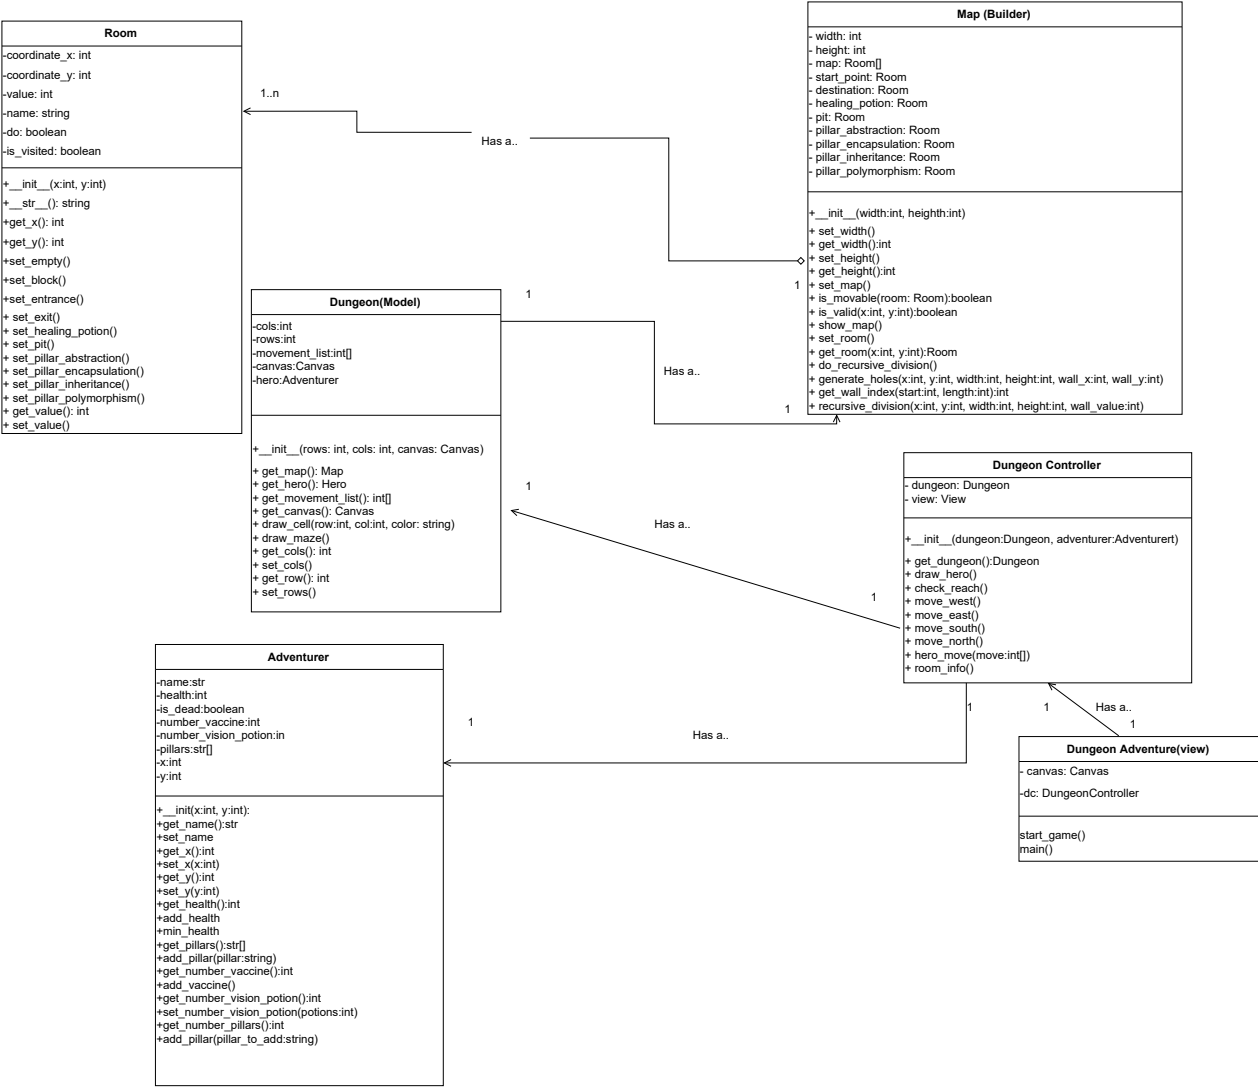 Room
-coordinate_x: int
-coordinate_y: int
-value: int
-name: string
-do: boolean
-is_visited: boolean
+__init__(x:int, y:int)
+__str__(): string
+get_x(): int
+get_y(): int
+set_empty()
+set_block()
+set_entrance()
+ set_exit()
+ set_healing_potion()
+ set_pit()
+ set_pillar_abstraction()
+ set_pillar_encapsulation()
+ set_pillar_inheritance()
+ set_pillar_polymorphism()
+ get_value(): int
+ set_value()
1..n
Has a..
1
Map (Builder)
- width: int
- height: int
- map: Room[]
- start_point: Room
- destination: Room
- healing_potion: Room
- pit: Room
- pillar_abstraction: Room
- pillar_encapsulation: Room
- pillar_inheritance: Room
- pillar_polymorphism: Room
+__init__(width:int, heighth:int)
+ set_width()
+ get_width():int
+ set_height()
+ get_height():int
+ set_map()
+ is_movable(room: Room):boolean
+ is_valid(x:int, y:int):boolean
+ show_map()
+ set_room()
+ get_room(x:int, y:int):Room
+ do_recursive_division()
+ generate_holes(x:int, y:int, width:int, height:int, wall_x:int, wall_y:int)
+ get_wall_index(start:int, length:int):int
+ recursive_division(x:int, y:int, width:int, height:int, wall_value:int)
Dungeon(Model)
-cols:int
-rows:int
-movement_list:int[]
-canvas:Canvas
-hero:Adventurer
+__init__(rows: int, cols: int, canvas: Canvas)
+ get_map(): Map
+ get_hero(): Hero
+ get_movement_list(): int[]
+ get_canvas(): Canvas
+ draw_cell(row:int, col:int, color: string)
+ draw_maze()
+ get_cols(): int
+ set_cols()
+ get_row(): int
+ set_rows()
1
Has a..
1
1
Has a..
1
Dungeon Controller
- dungeon: Dungeon
- view: View
+__init__(dungeon:Dungeon, adventurer:Adventurert)
+ get_dungeon():Dungeon
+ draw_hero()
+ check_reach()
+ move_west()
+ move_east()
+ move_south()
+ move_north()
+ hero_move(move:int[])
+ room_info()
Adventurer
-name:str
-health:int
-is_dead:boolean
-number_vaccine:int
-number_vision_potion:in
-pillars:str[]
-x:int
-y:int
+__init(x:int, y:int):
+get_name():str
+set_name
+get_x():int
+set_x(x:int)
+get_y():int
+set_y(y:int)
+get_health():int
+add_health
+min_health
+get_pillars():str[]
+add_pillar(pillar:string)
+get_number_vaccine():int
+add_vaccine()
+get_number_vision_potion():int
+set_number_vision_potion(potions:int)
+get_number_pillars():int
+add_pillar(pillar_to_add:string)
1
Has a..
1
1
Has a..
1
Dungeon Adventure(view)
- canvas: Canvas
-dc: DungeonController
start_game()
main()